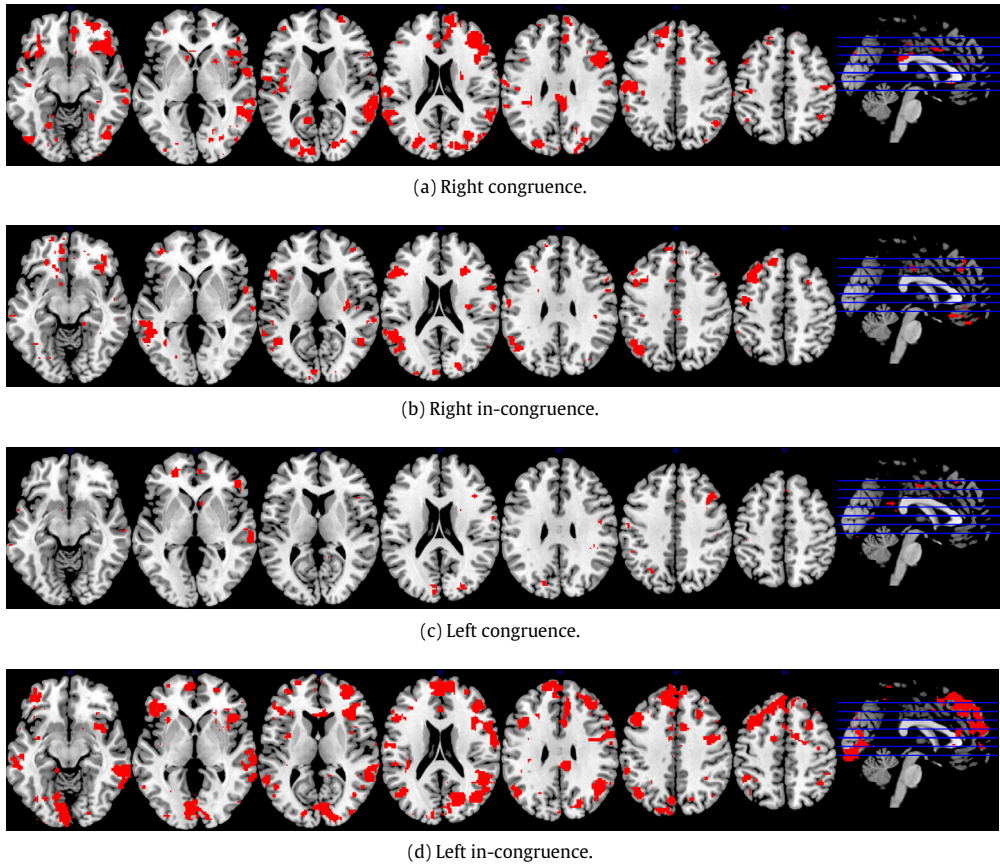 (a) Right congruence.
(b) Right in-congruence.
(c) Left congruence.
(d) Left in-congruence.